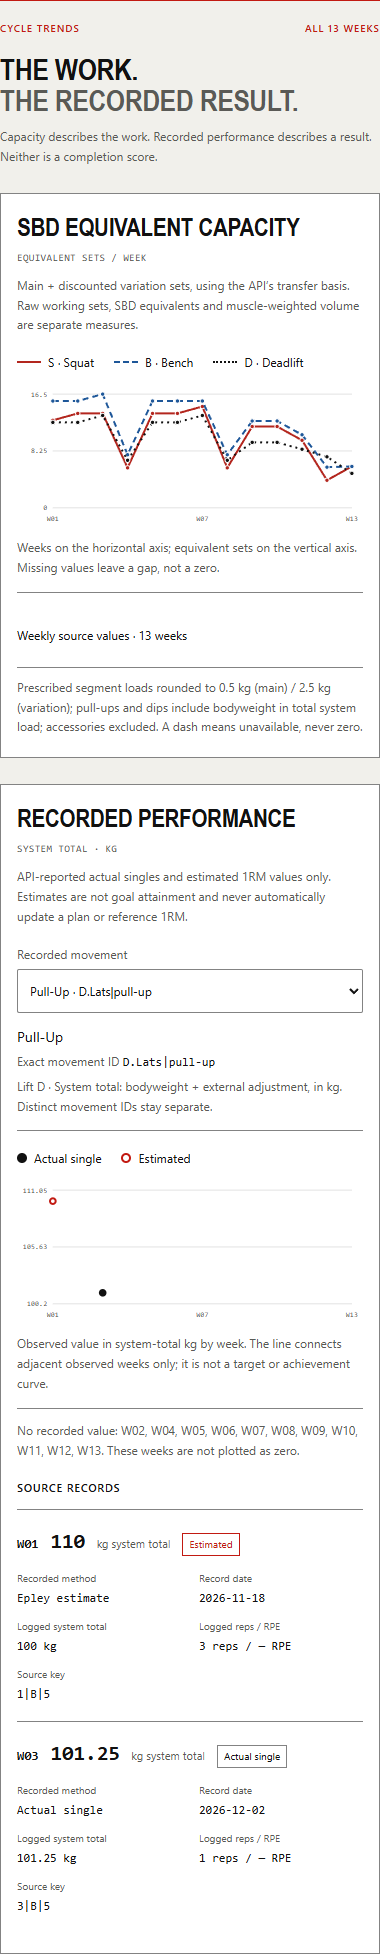 CYCLE TRENDS
ALL 13 WEEKS
THE WORK.
THE RECORDED RESULT.
Capacity describes the work. Recorded performance describes a result.
Neither is a completion score.
SBD EQUIVALENT CAPACITY
EQUIVALENT SETS / WEEK
Main + discounted variation sets, using the API's transfer basis.
Raw working sets, SBD equivalents and muscle-weighted volume
are separate measures.
S · Squat
B · Bench
D · Deadlift
16.5
8.25
0
W01
W07
W13
Weeks on the horizontal axis; equivalent sets on the vertical axis.
Missing values leave a gap, not a zero.
Weekly source values · 13 weeks
Prescribed segment loads rounded to 0.5 kg (main) / 2.5 kg
(variation); pull-ups and dips include bodyweight in total system
load; accessories excluded. A dash means unavailable, never zero.
RECORDED PERFORMANCE
SYSTEM TOTAL · KG
API-reported actual singles and estimated 1RM values only.
Estimates are not goal attainment and never automatically
update a plan or reference 1RM.
Recorded movement
Pull-Up · D.Lats|pull-up
Pull-Up
Exact movement ID D.Lats|pull-up
Lift D · System total: bodyweight + external adjustment, in kg.
Distinct movement IDs stay separate.
Actual single
Estimated
111.05
105.63
100.2
W01
W07
W13
Observed value in system-total kg by week. The line connects
adjacent observed weeks only; it is not a target or achievement
curve.
No recorded value: W02, W04, W05, W06, W07, W08, W09, W10,
W11, W12, W13. These weeks are not plotted as zero.
SOURCE RECORDS
W01 110 kg system total Estimated
Recorded method
Record date
Epley estimate
2026-11-18
Logged system total
Logged reps / RPE
100 kg
3 reps / — RPE
Source key
1|B|5
W03 101.25 kg system total Actual single
Recorded method
Record date
Actual single
2026-12-02
Logged system total
Logged reps / RPE
101.25 kg
1 reps / — RPE
Source key
3|B|5